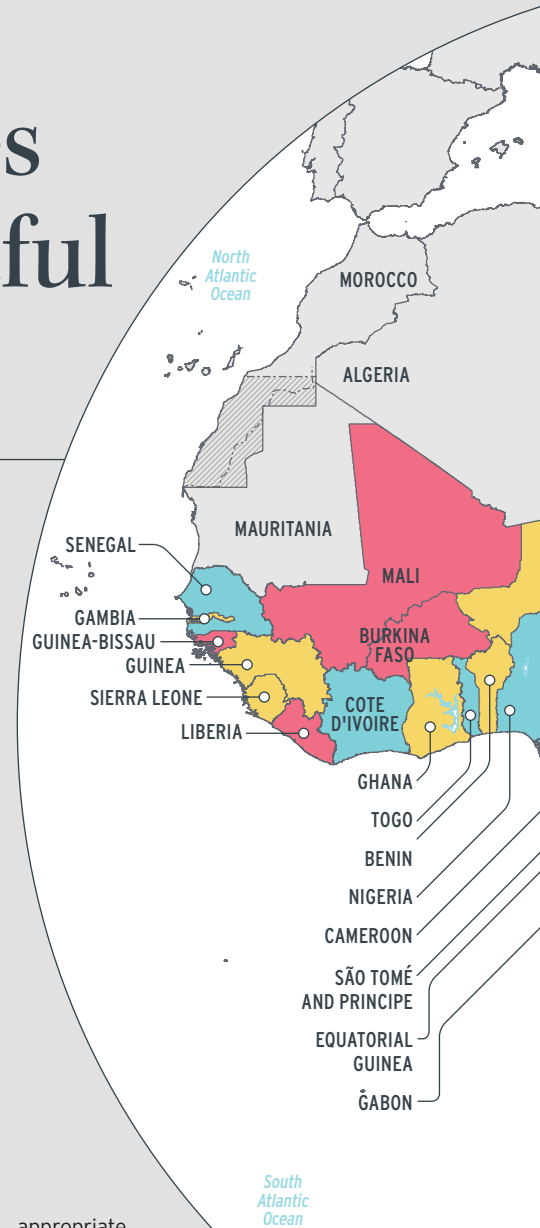 s
ful
North
Atlantic
Ocean
MOROCCO
ALGERIA
MAURITANIA
SENEGAL
MALI
GAMBIA
BURKINA
FASO
GUINEA-BISSAU
GUINEA
SIERRA LEONE
COTE
D'IVOIRE
LIBERIA
GHANA
TOGO
BENIN
NIGERIA
CAMEROON
SÃO TOMÉ
AND PRINCIPE
EQUATORIAL
GUINEA
GABON
South
Atlantic
Ocean
appropriate